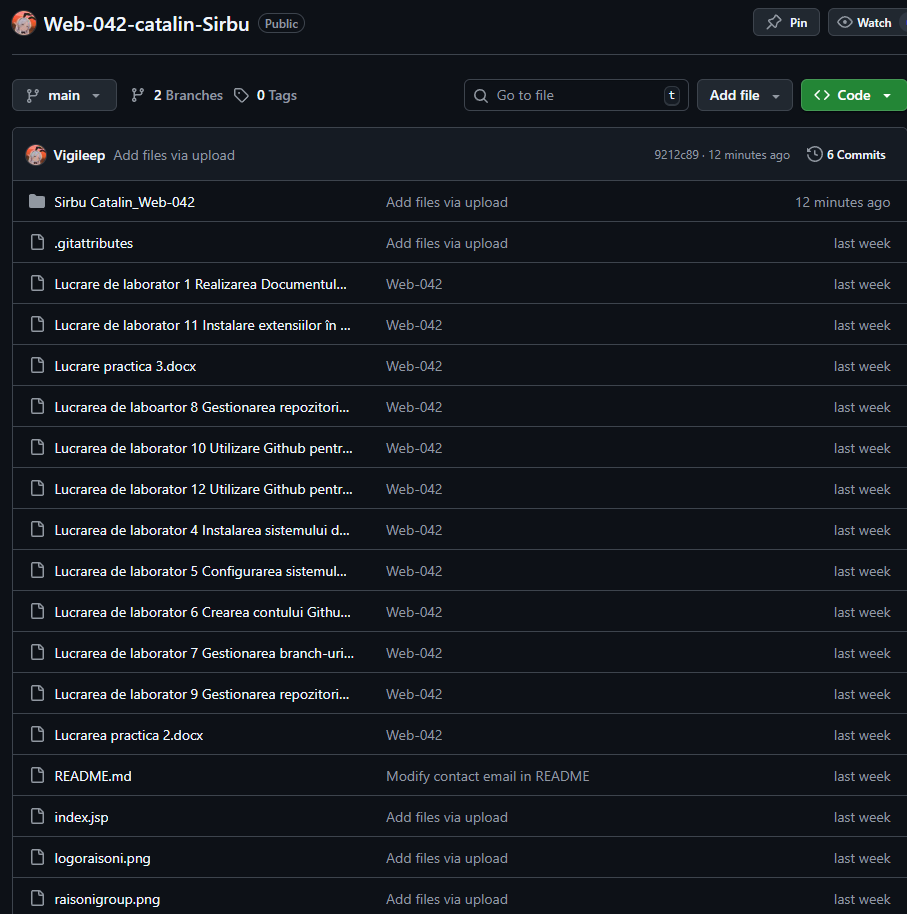 Web-042-catalin-Sirbu Public Pin Watch
main 2 Branches 0 Tags Go to file t Add file Code
Vigileep Add files via upload 9212c89 · 12 minutes ago 6 Commits
Sirbu Catalin_Web-042 Add files via upload 12 minutes ago
.gitattributes Add files via upload last week
Lucrare de laborator 1 Realizarea Documentul... Web-042 last week
Lucrare de laborator 11 Instalare extensiilor în ... Web-042 last week
Lucrare practica 3.docx Web-042 last week
Lucrarea de laboartor 8 Gestionarea repozitori... Web-042 last week
Lucrarea de laborator 10 Utilizare Github pentr... Web-042 last week
Lucrarea de laborator 12 Utilizare Github pentr... Web-042 last week
Lucrarea de laborator 4 Instalarea sistemului d... Web-042 last week
Lucrarea de laborator 5 Configurarea sistemul... Web-042 last week
Lucrarea de laborator 6 Crearea contului Githu... Web-042 last week
Lucrarea de laborator 7 Gestionarea branch-uri... Web-042 last week
Lucrarea de laborator 9 Gestionarea repozitori... Web-042 last week
Lucrarea practica 2.docx Web-042 last week
README.md Modify contact email in README last week
index.jsp Add files via upload last week
logoraisoni.png Add files via upload last week
raisonigroup.png Add files via upload last week